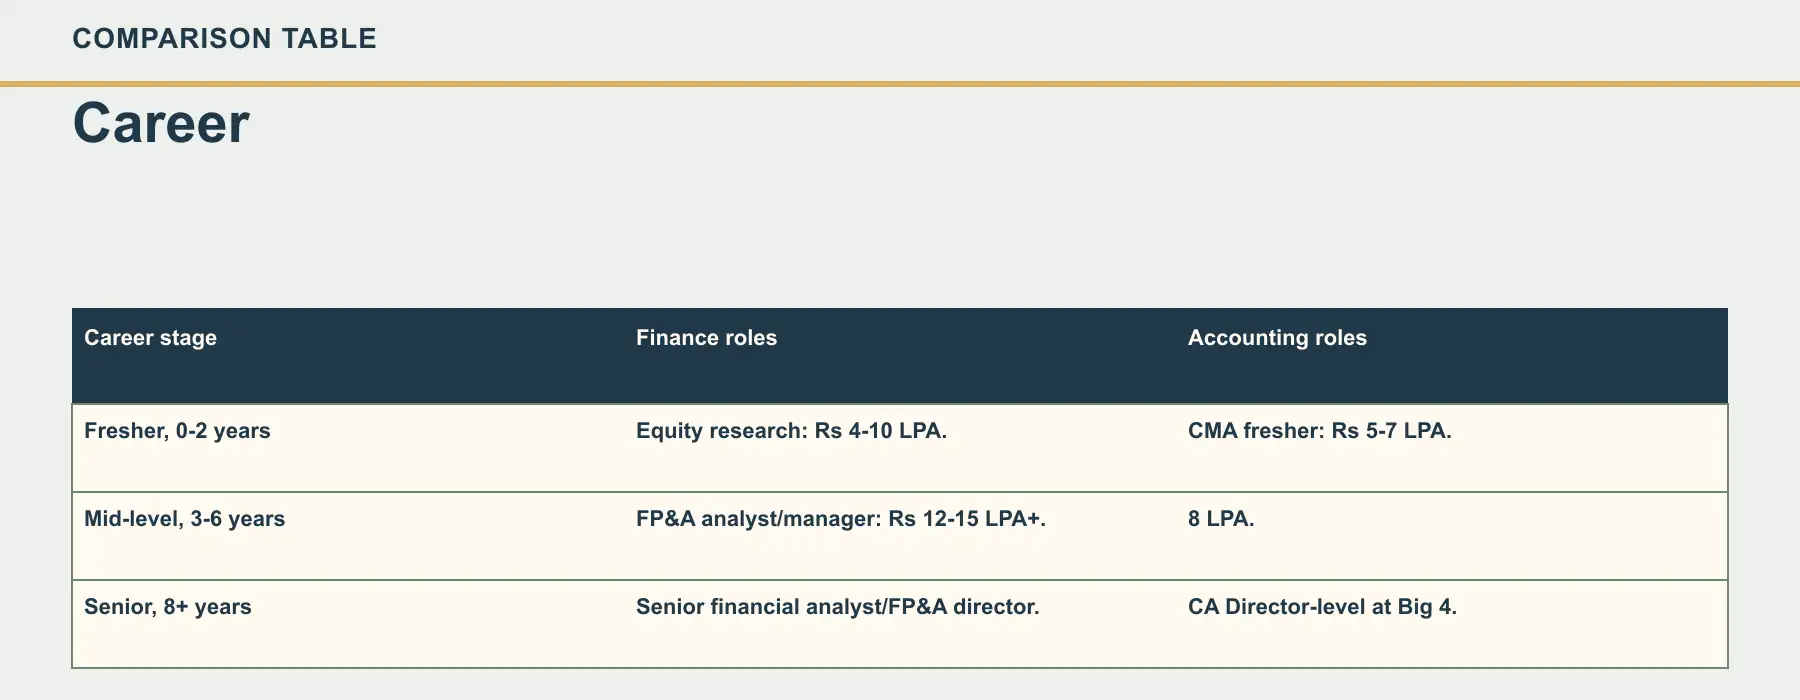 COMPARISON TABLE
Career
Career stage Finance roles Accounting roles
Fresher, 0-2 years Equity research: Rs 4-10 LPA. CMA fresher: Rs 5-7 LPA.
Mid-level, 3-6 years FP&A analyst/manager: Rs 12-15 LPA+. 8 LPA.
Senior, 8+ years Senior financial analyst/FP&A director. CA Director-level at Big 4.